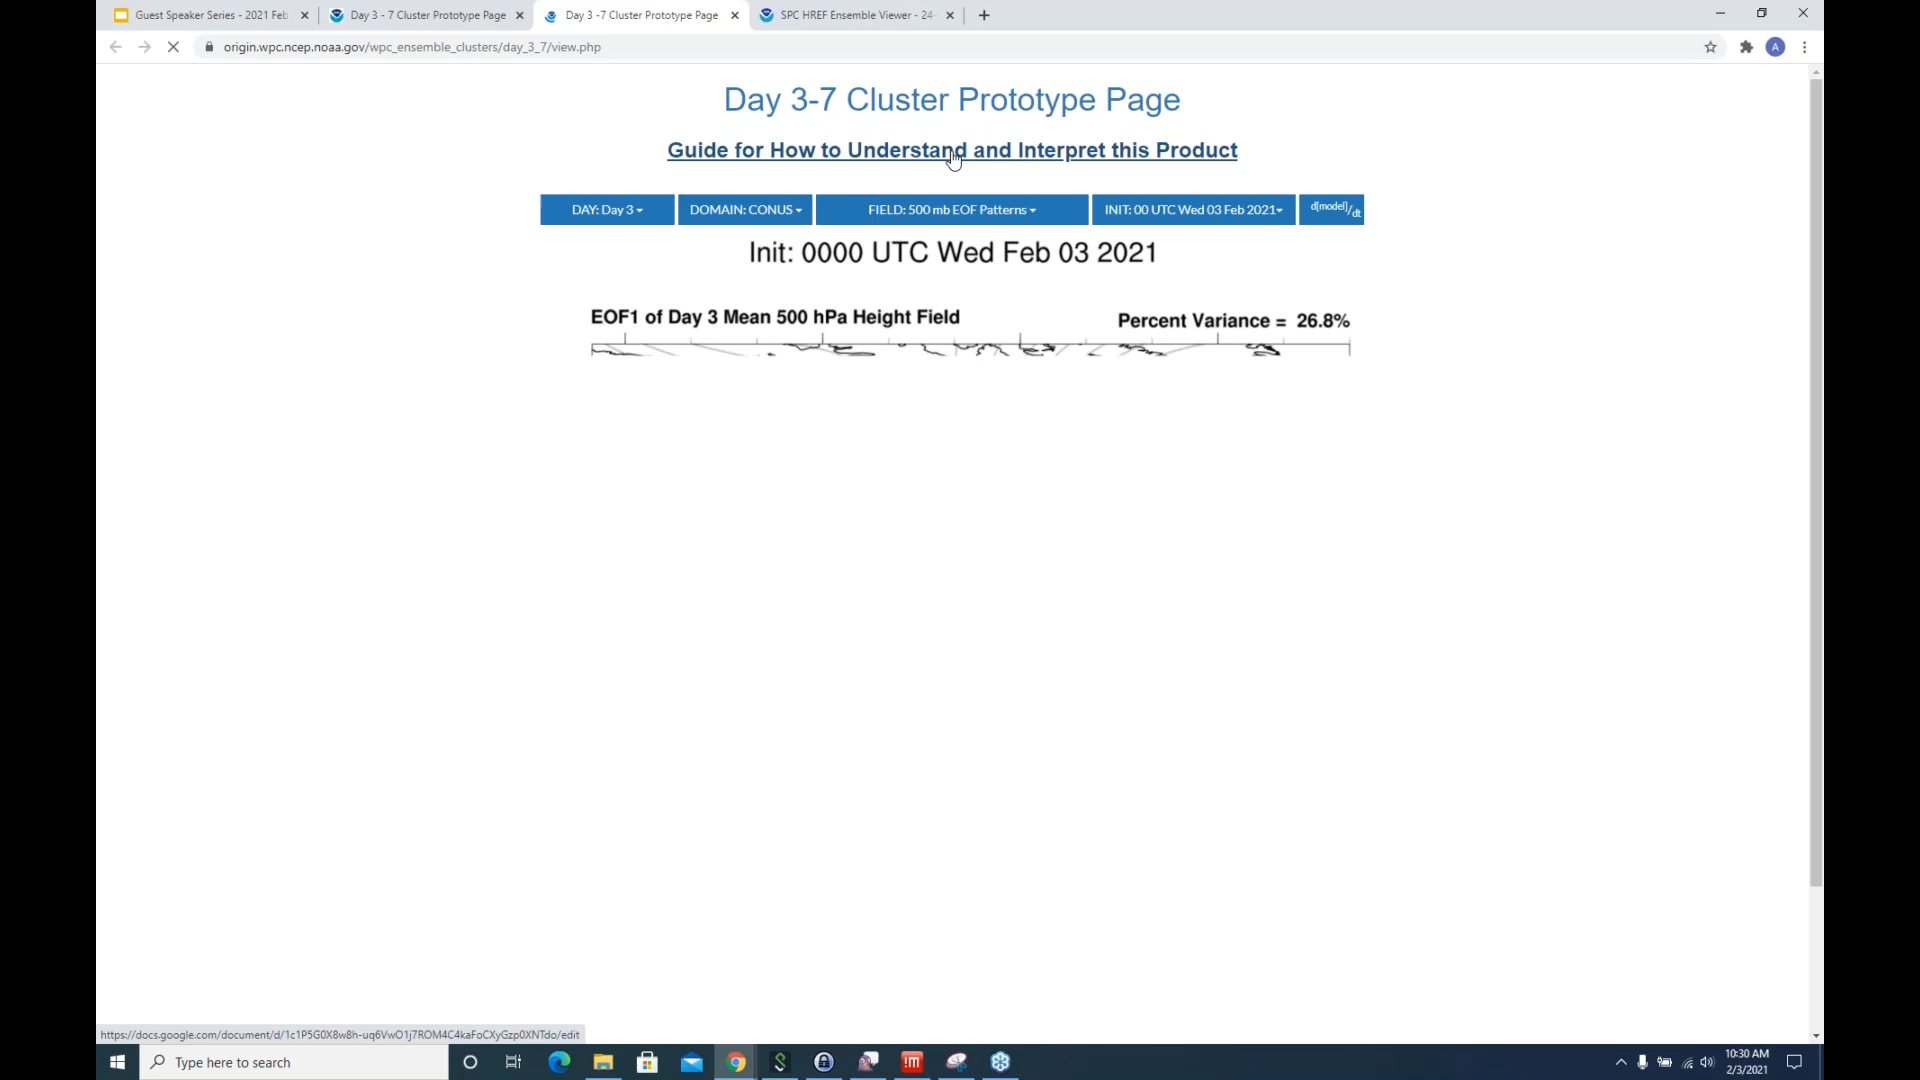 Guest Speaker Series - 2021 Feb
Day 3 - 7 Cluster Prototype Page
Day 3 -7 Cluster Prototype Page
SPC HREF Ensemble Viewer - 24-
origin.wpc.ncep.noaa.gov/wpc_ensemble_clusters/day_3_7/view.php
A
Day 3-7 Cluster Prototype Page
Guide for How to Understand and Interpret this Product
DAY: Day 3
DOMAIN: CONUS
FIELD: 500 mb EOF Patterns
INIT: 00 UTC Wed 03 Feb 2021
d[model]/dt
Init: 0000 UTC Wed Feb 03 2021
EOF1 of Day 3 Mean 500 hPa Height Field
Percent Variance = 26.8%
https://docs.google.com/document/d/1c1P5G0X8w8h-uq6VwO1j7ROM4C4kaFoCXyGzp0XNTdo/edit
Type here to search
10:30 AM
2/3/2021